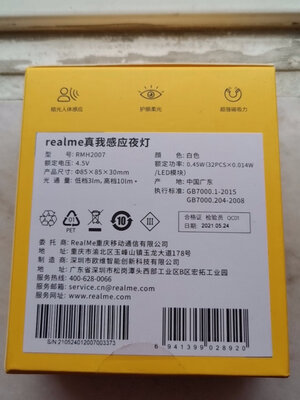 暗光人体感应
护眼柔光
超强磁吸力
realme真我感应夜灯
型 号: RMH2007
颜 色: 白色
额定电压: 4.5V
额定功率: 0.45W(32PCS×0.014W
产品尺寸: Φ85×85×30mm
/LED模块)
光 通 量: 低档3lm, 高档10lm
产 地: 中国广东
执行标准: GB7000.1-2015
GB7000.204-2008
合格证 检验员 QC01
日期 2021.05.24
委托: RealMe重庆移动通信有限公司
地址: 重庆市渝北区玉峰山镇玉龙大道178号
制造商: 深圳市欧维智能创新科技有限公司
地址: 广东省深圳市松岗潭头西部工业园区B区宏拓工业园
服务热线: 400-628-0066
服务邮箱: service.cn@realme.com
官方网址: www.realme.com
S/N:2105240120070033​73
6 941399 028920